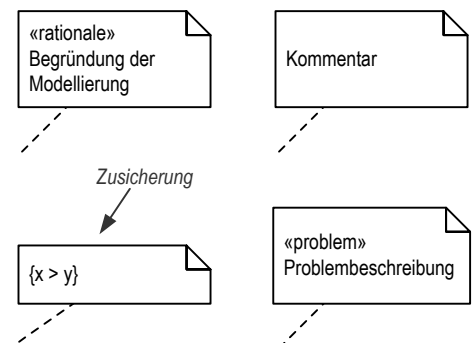 «rationale»
Begründung der
Modellierung
Kommentar
Zusicherung
{x > y}
«problem»
Problembeschreibung